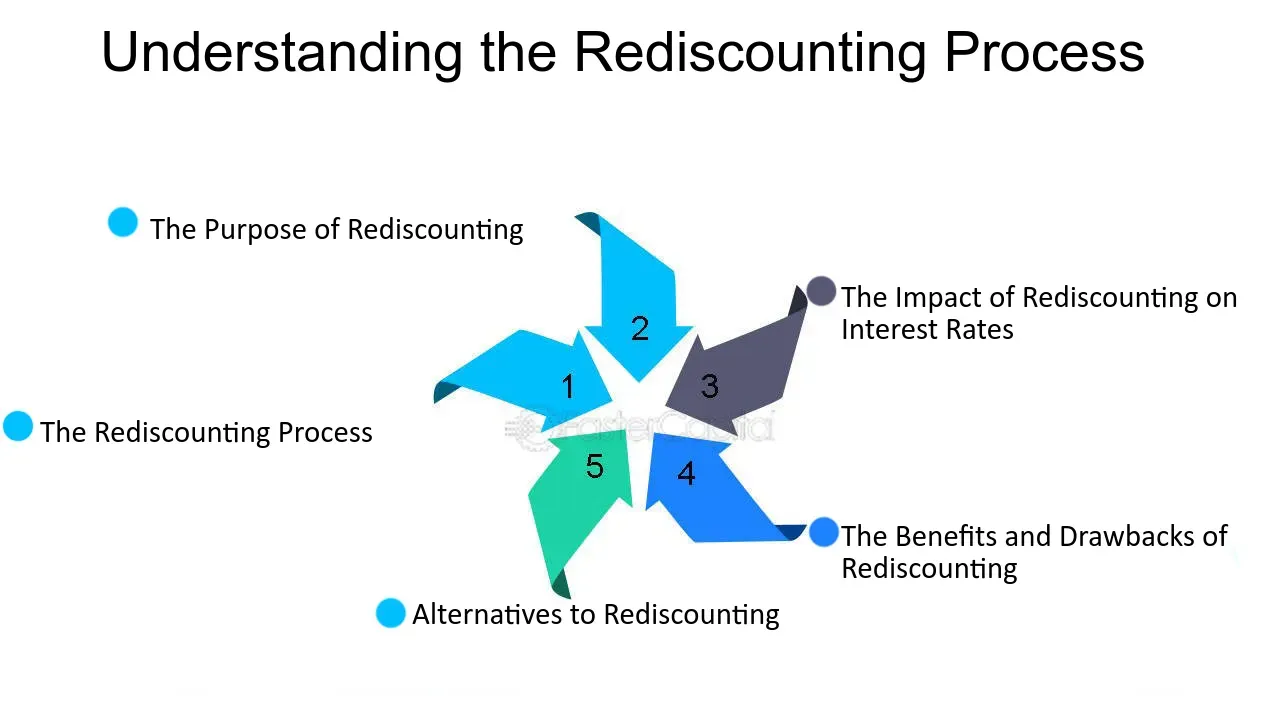 Understanding the Rediscounting Process
The Purpose of Rediscounting
2
The Impact of Rediscounting on
Interest Rates
3
1
The Rediscounting Process
FasterCapital
5
4
The Benefits and Drawbacks of
Rediscounting
Alternatives to Rediscounting